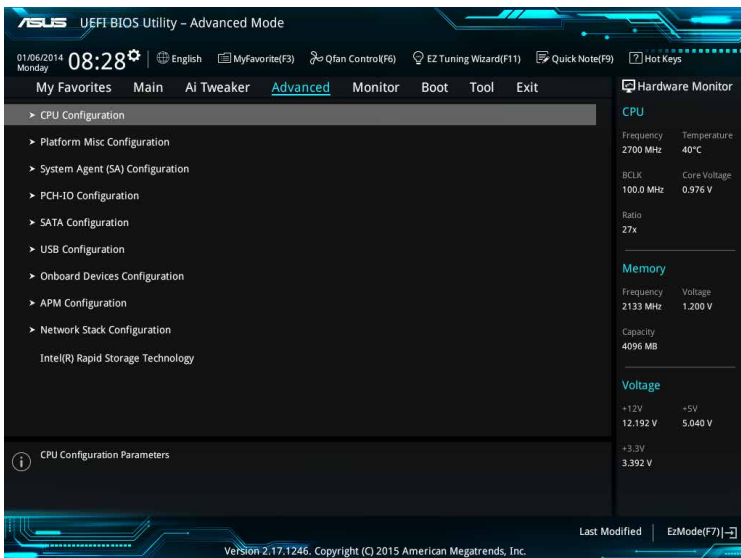 ASUS UEFI BIOS Utility – Advanced Mode
01/06/2014 Monday 08:28 English MyFavorite(F3) Qfan Control(F6) EZ Tuning Wizard(F11) Quick Note(F9) ? Hot Keys
My Favorites Main Ai Tweaker Advanced Monitor Boot Tool Exit
> CPU Configuration
> Platform Misc Configuration
> System Agent (SA) Configuration
> PCH-IO Configuration
> SATA Configuration
> USB Configuration
> Onboard Devices Configuration
> APM Configuration
> Network Stack Configuration
Intel(R) Rapid Storage Technology
CPU Configuration Parameters
Hardware Monitor
CPU
Frequency Temperature
2700 MHz 40°C
BCLK Core Voltage
100.0 MHz 0.976 V
Ratio
27x
Memory
Frequency Voltage
2133 MHz 1.200 V
Capacity
4096 MB
Voltage
+12V +5V
12.192 V 5.040 V
+3.3V
3.392 V
Last Modified EzMode(F7)
Version 2.17.1246. Copyright (C) 2015 American Megatrends, Inc.